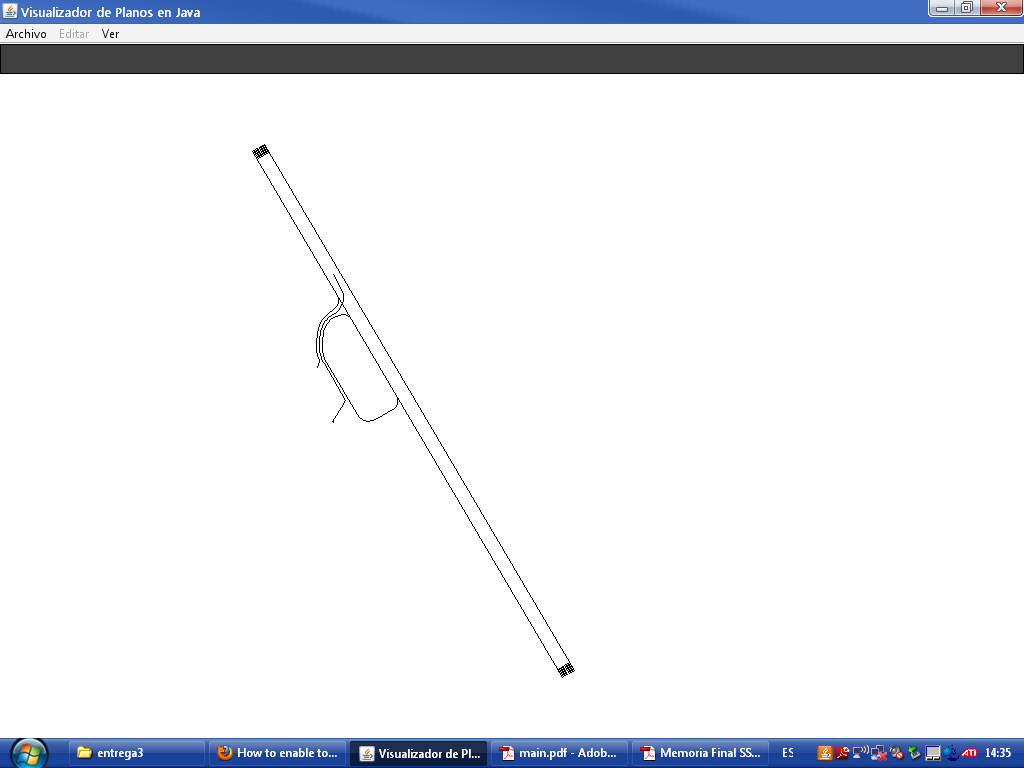 Visualizador de Planos en Java
Archivo Editar Ver
entrega3 How to enable to... Visualizador de Pl... main.pdf - Adob... Memoria Final SS... ES ATI 14:35